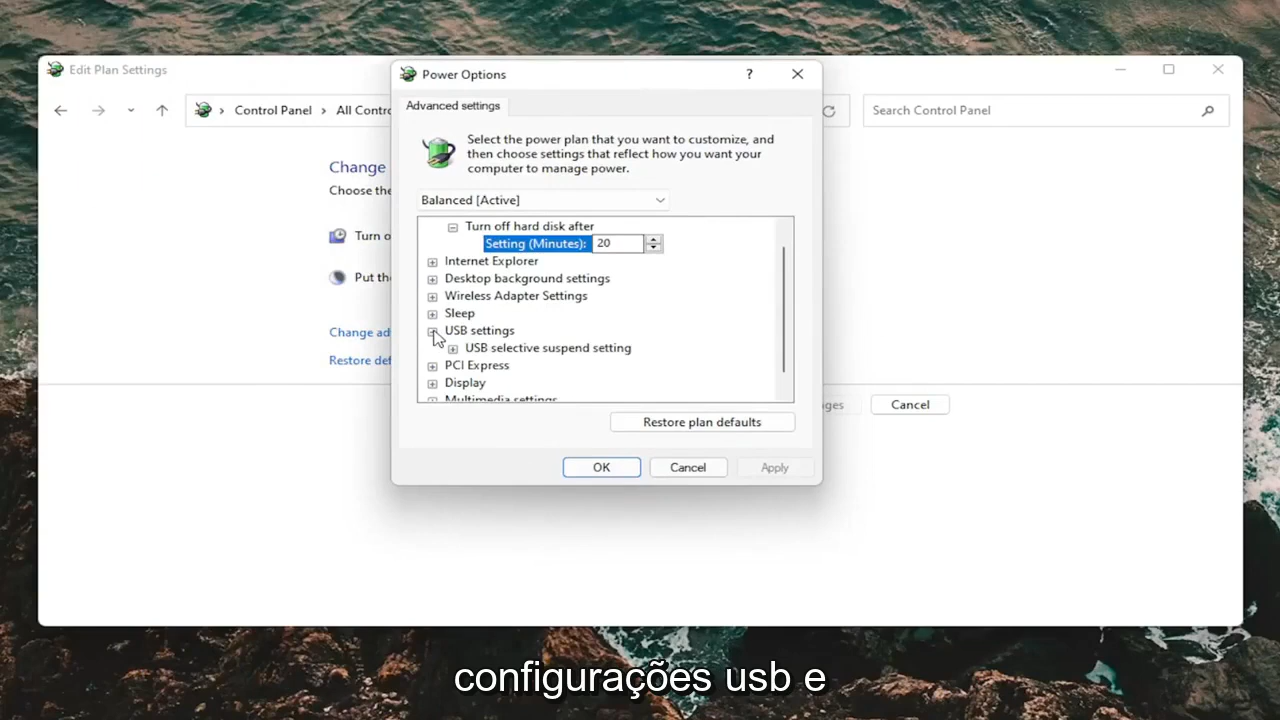 Edit Plan Settings
Control Panel
All Contro
Search Control Panel
Change
Choose the
Turn o
Put the
Change ad
Restore def
ges
Cancel
Power Options
?
Advanced settings
Select the power plan that you want to customize, and
then choose settings that reflect how you want your
computer to manage power.
Balanced [Active]
Turn off hard disk after
Setting (Minutes): 20
Internet Explorer
Desktop background settings
Wireless Adapter Settings
Sleep
USB settings
USB selective suspend setting
PCI Express
Display
Multimedia settings
Restore plan defaults
OK
Cancel
Apply
configurações usb e